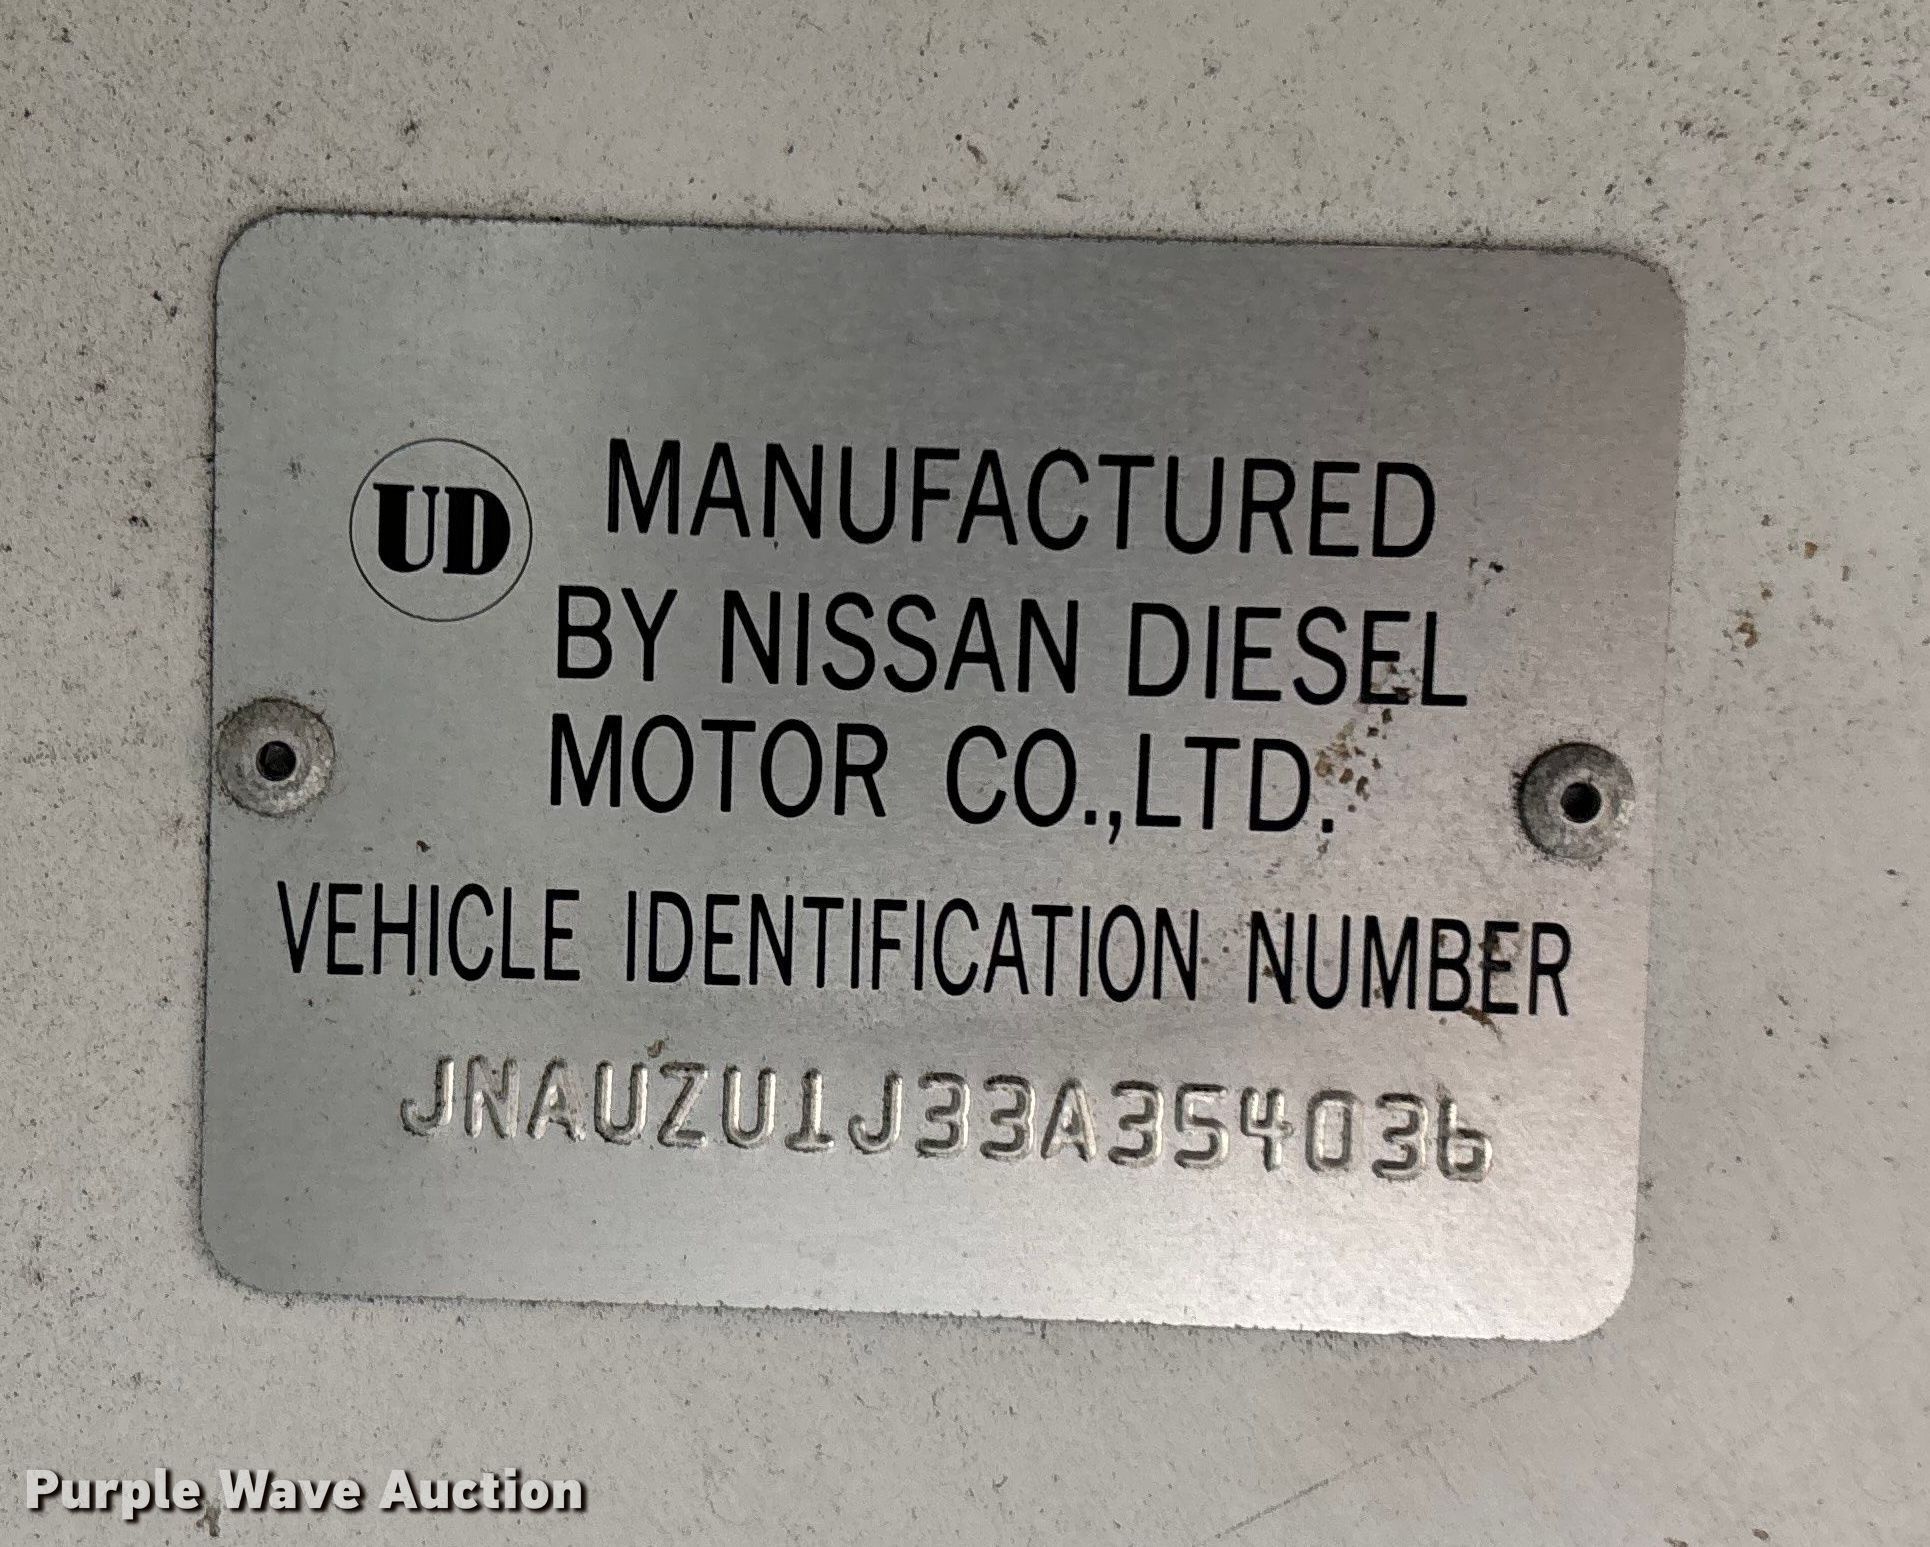 UD MANUFACTURED
BY NISSAN DIESEL
MOTOR CO.,LTD.
VEHICLE IDENTIFICATION NUMBER
JNAUZU1J33A354036
Purple Wave Auction